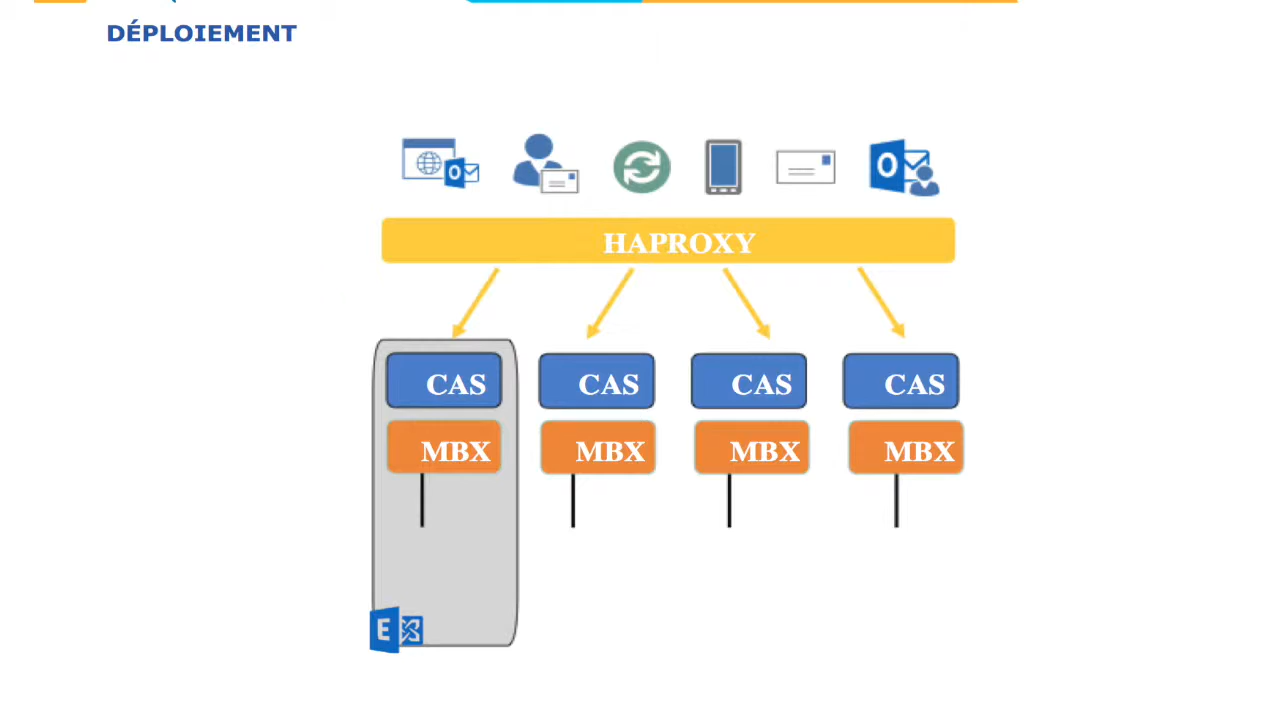 DÉPLOIEMENT
HAPROXY
CAS CAS CAS CAS
MBX MBX MBX MBX